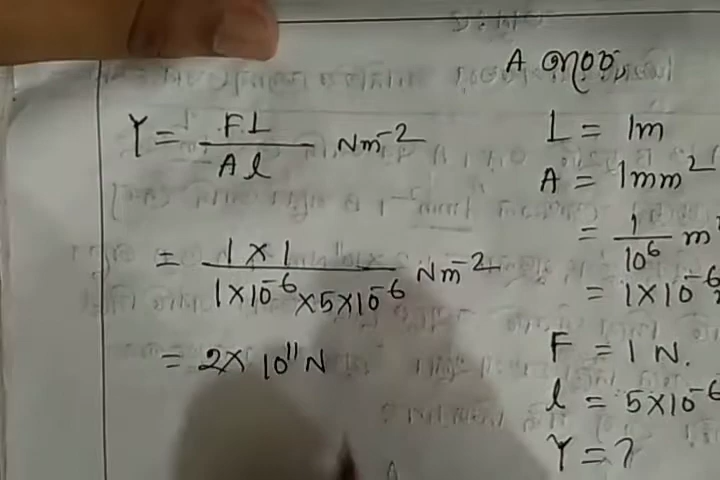 A তারে,
Y = FL / Al Nm⁻²
L = 1m
A = 1mm²
= 1 / 10⁶ m
= 1×10⁻⁶
= 1×1 / 1×10⁻⁶×5×10⁻⁶ Nm⁻²
= 2× 10¹¹ N
F = 1 N.
l = 5×10⁻⁶
Y = ?